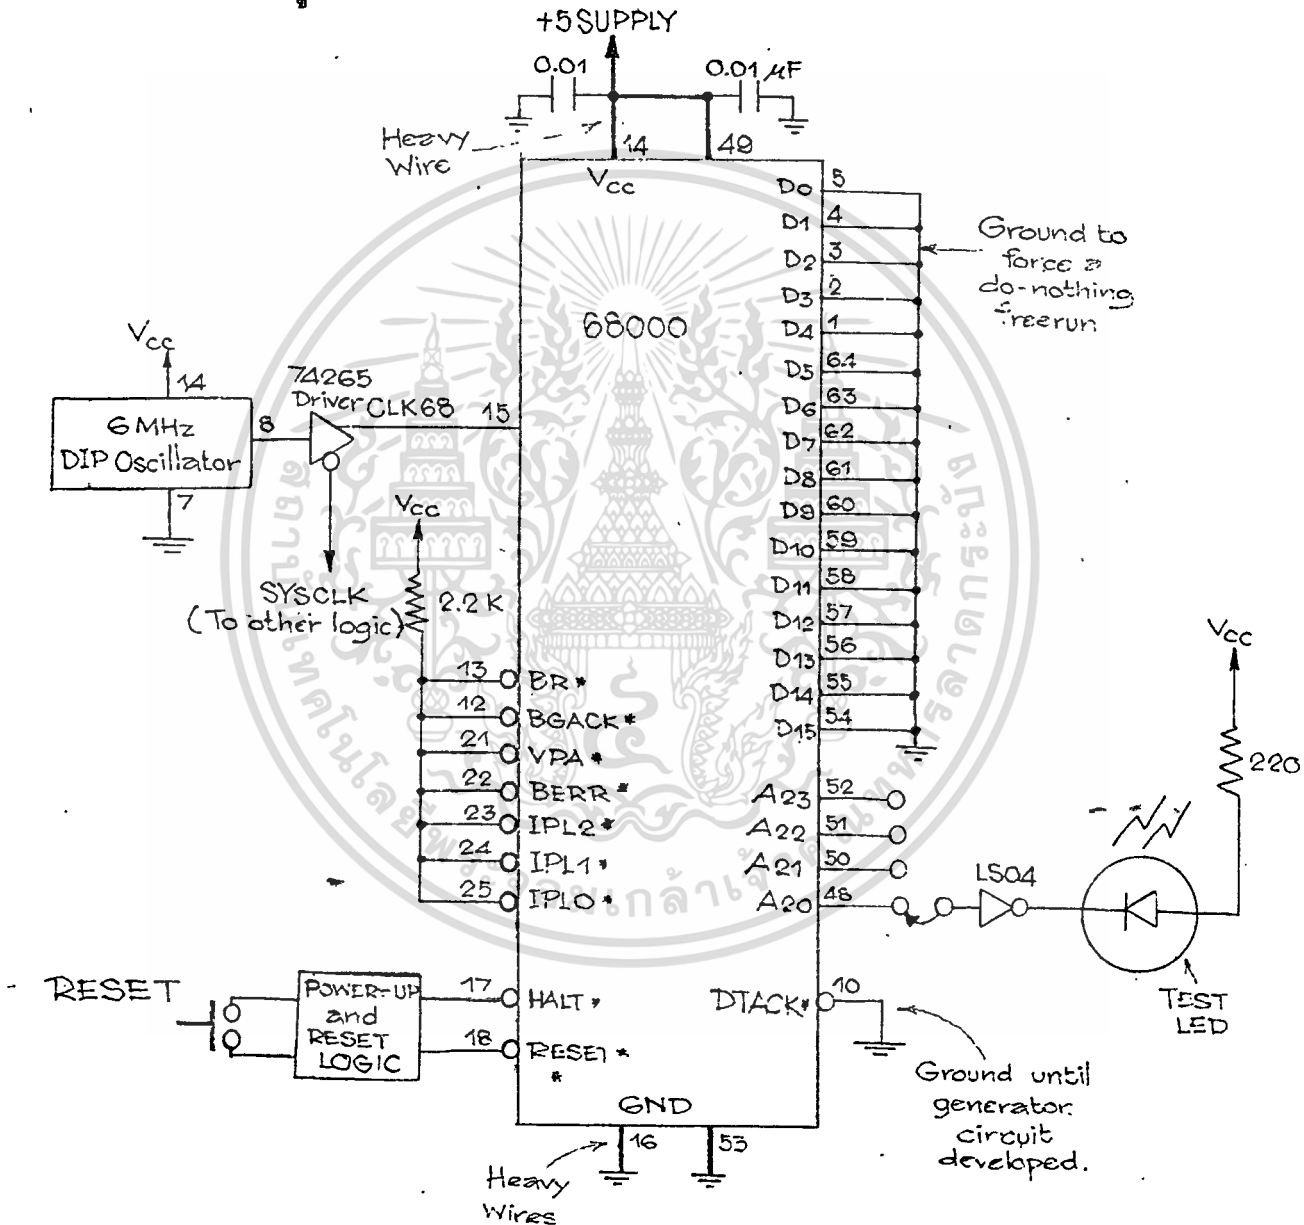 +5 SUPPLY
0.01
0.01 µF
Heavy
Wire
14
49
Vcc
68000
D0 5
D1 4
D2 3
D3 2
D4 1
D5 64
D6 63
D7 62
D8 61
D9 60
D10 59
D11 58
D12 57
D13 56
D14 55
D15 54
Ground to
force a
do-nothing
freerun
Vcc
14
6 MHz
DIP Oscillator
8
7
74265
Driver
CLK68
15
SYSCLK
(To other logic)
Vcc
2.2 K
13 BR*
12 BGACK*
21 VPA*
22 BERR*
23 IPL2*
24 IPL1*
25 IPL0*
A23 52
A22 51
A21 50
A20 48
LS04
Vcc
220
TEST
LED
RESET
POWER-UP
and
RESET
LOGIC
17 HALT*
18 RESET*
*
DTACK* 10
Ground until
generator
circuit
developed.
GND
16
53
Heavy
Wires